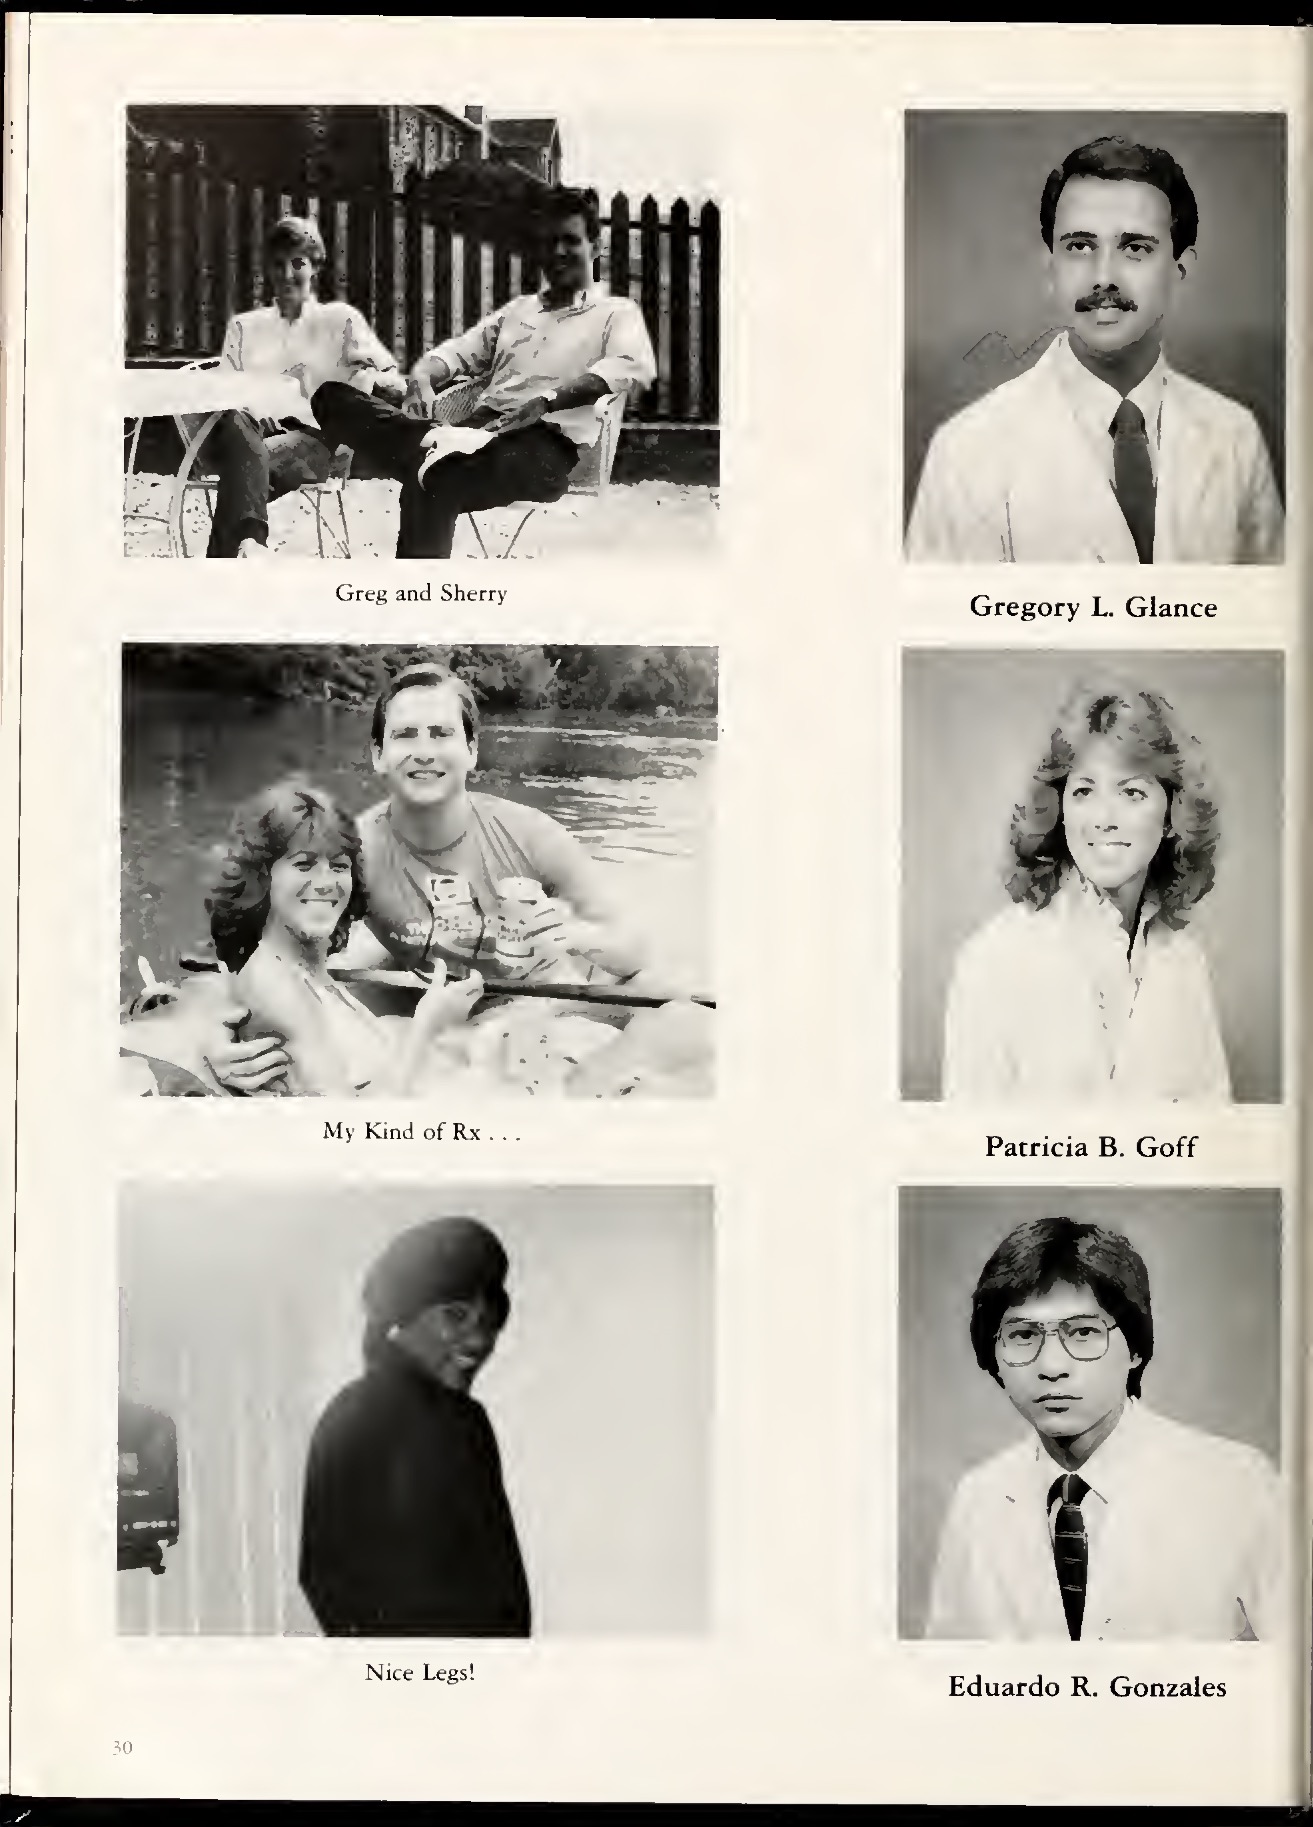 Greg and Sherry
Gregory L. Glance
My Kind of Rx . . .
Patricia B. Goff
Nice Legs!
Eduardo R. Gonzales
30